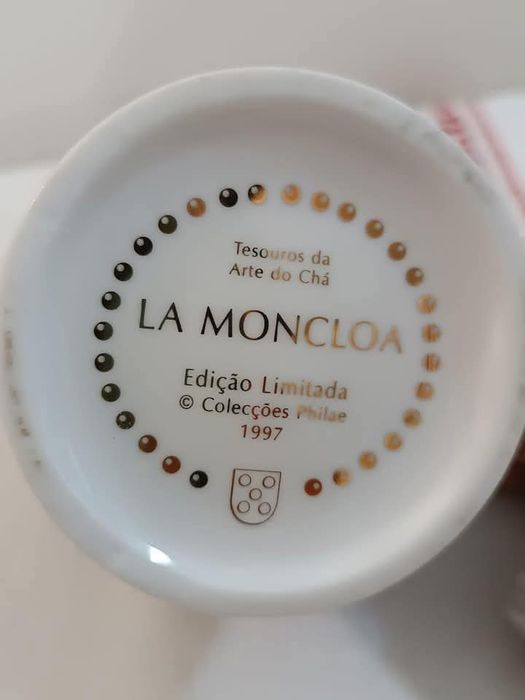 Tesouros da
Arte do Chá
LA MONCLOA
Edição Limitada
© Colecções Philae
1997